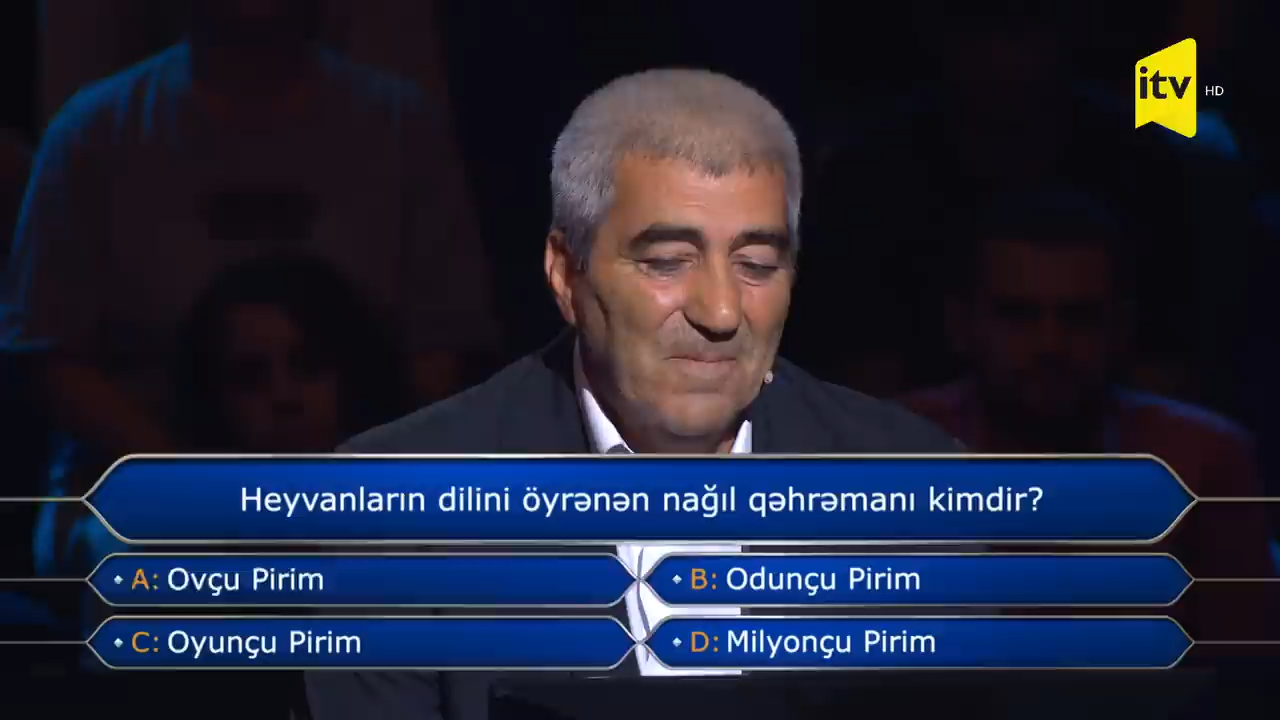 itv HD
Heyvanların dilini öyrənən nağıl qəhrəmanı kimdir?
A: Ovçu Pirim
B: Odunçu Pirim
C: Oyunçu Pirim
D: Milyonçu Pirim